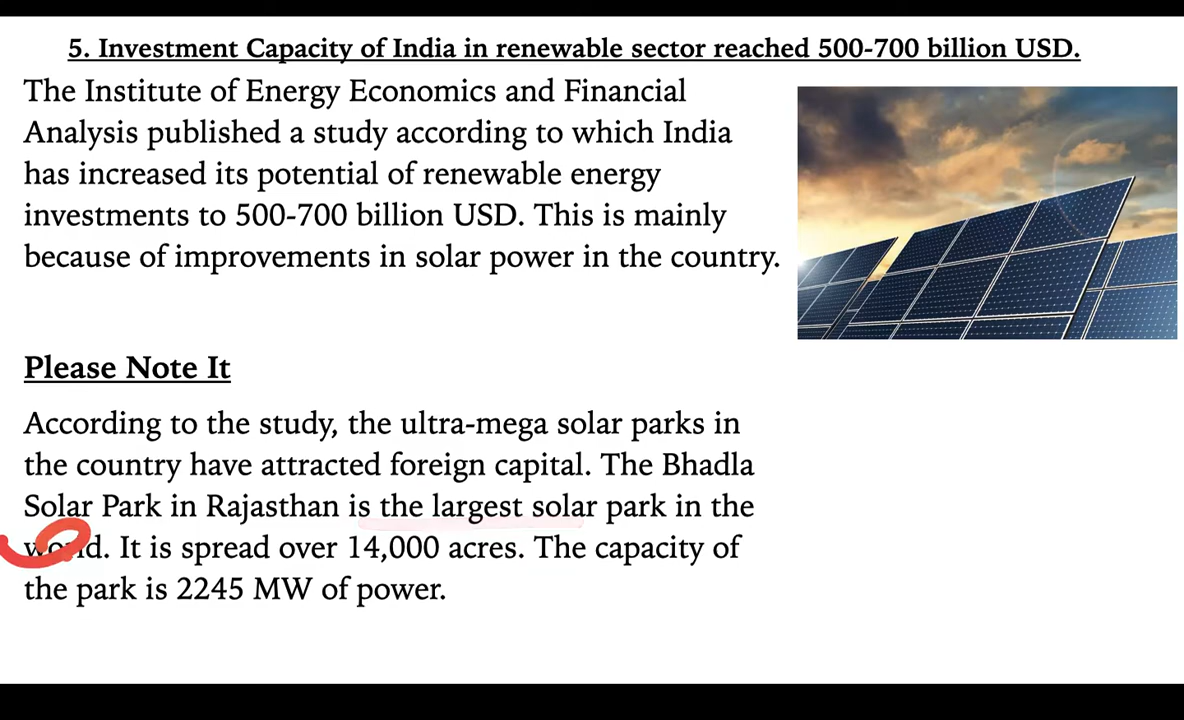 5. Investment Capacity of India in renewable sector reached 500-700 billion USD.
The Institute of Energy Economics and Financial
Analysis published a study according to which India
has increased its potential of renewable energy
investments to 500-700 billion USD. This is mainly
because of improvements in solar power in the country.
Please Note It
According to the study, the ultra-mega solar parks in
the country have attracted foreign capital. The Bhadla
Solar Park in Rajasthan is the largest solar park in the
world. It is spread over 14,000 acres. The capacity of
the park is 2245 MW of power.